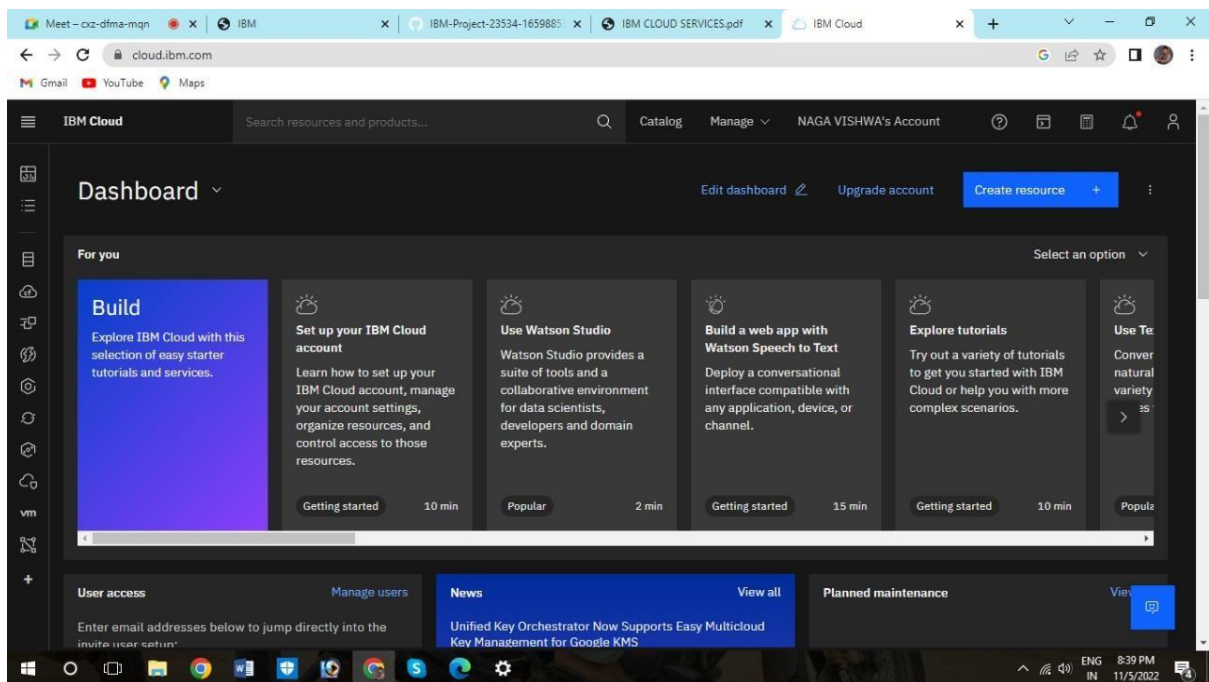 Meet – cxz-dfma-mqn
IBM
IBM-Project-23534-1659885
IBM CLOUD SERVICES.pdf
IBM Cloud
cloud.ibm.com
Gmail YouTube Maps
IBM Cloud
Search resources and products...
Catalog
Manage
NAGA VISHWA's Account
Dashboard
Edit dashboard
Upgrade account
Create resource +
For you
Select an option
Build
Explore IBM Cloud with this
selection of easy starter
tutorials and services.
Set up your IBM Cloud
account
Learn how to set up your
IBM Cloud account, manage
your account settings,
organize resources, and
control access to those
resources.
Getting started 10 min
Use Watson Studio
Watson Studio provides a
suite of tools and a
collaborative environment
for data scientists,
developers and domain
experts.
Popular 2 min
Build a web app with
Watson Speech to Text
Deploy a conversational
interface compatible with
any application, device, or
channel.
Getting started 15 min
Explore tutorials
Try out a variety of tutorials
to get you started with IBM
Cloud or help you with more
complex scenarios.
Getting started 10 min
Use Te
Conver
natural
variety
Popula
vm
User access
Manage users
Enter email addresses below to jump directly into the
invite user setup:
News
View all
Unified Key Orchestrator Now Supports Easy Multicloud
Key Management for Google KMS
Planned maintenance
ENG
IN
8:39 PM
11/5/2022